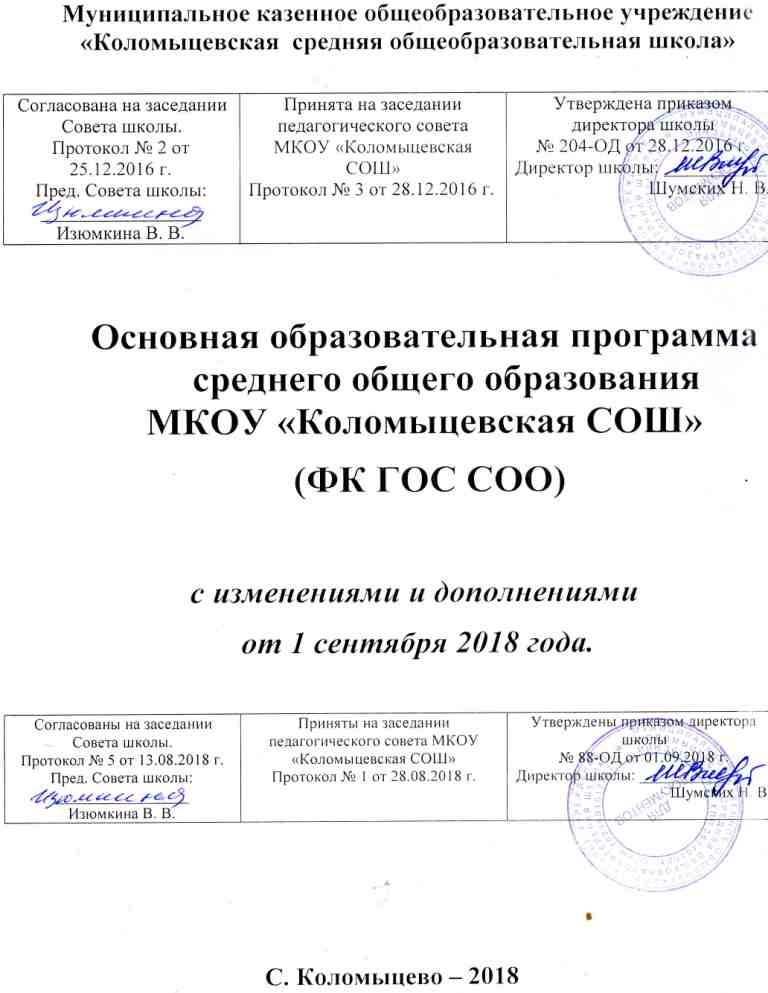 Муниципальное казенное общеобразовательное учреждение
«Коломыцевская средняя общеобразовательная школа»
Согласована на заседании
Совета школы.
Протокол № 2 от
25.12.2016 г.
Пред. Совета школы:
Изюмкина
Изюмкина В. В.
Принята на заседании
педагогического совета
МКОУ «Коломыцевская
СОШ»
Протокол № 3 от 28.12.2016 г.
Утверждена приказом
директора школы
№ 204-ОД от 28.12.2016 г.
Директор школы:
Шумских Н. В.
Основная образовательная программа
среднего общего образования
МКОУ «Коломыцевская СОШ»
(ФК ГОС СОО)
с изменениями и дополнениями
от 1 сентября 2018 года.
Согласованы на заседании
Совета школы.
Протокол № 5 от 13.08.2018 г.
Пред. Совета школы:
Изюмкина
Изюмкина В. В.
Приняты на заседании
педагогического совета МКОУ
«Коломыцевская СОШ»
Протокол № 1 от 28.08.2018 г.
Утверждены приказом директора
школы
№ 88-ОД от 01.09.2018 г.
Директор школы:
Шумских Н. В
ДЛЯ
С. Коломыцево – 2018